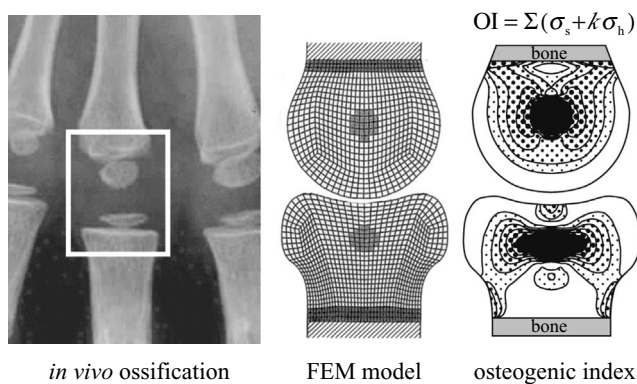 OI = Σ(σₛ+kσₕ)
bone
bone
in vivo ossification
FEM model
osteogenic index